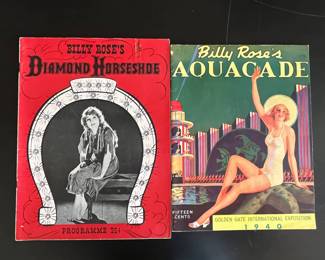 BILLY ROSE'S
DIAMOND HORSESHOE
PROGRAMME 25¢
Billy Rose's
AQUACADE
FIFTEEN
CENTS
GOLDEN GATE INTERNATIONAL EXPOSITION
1940